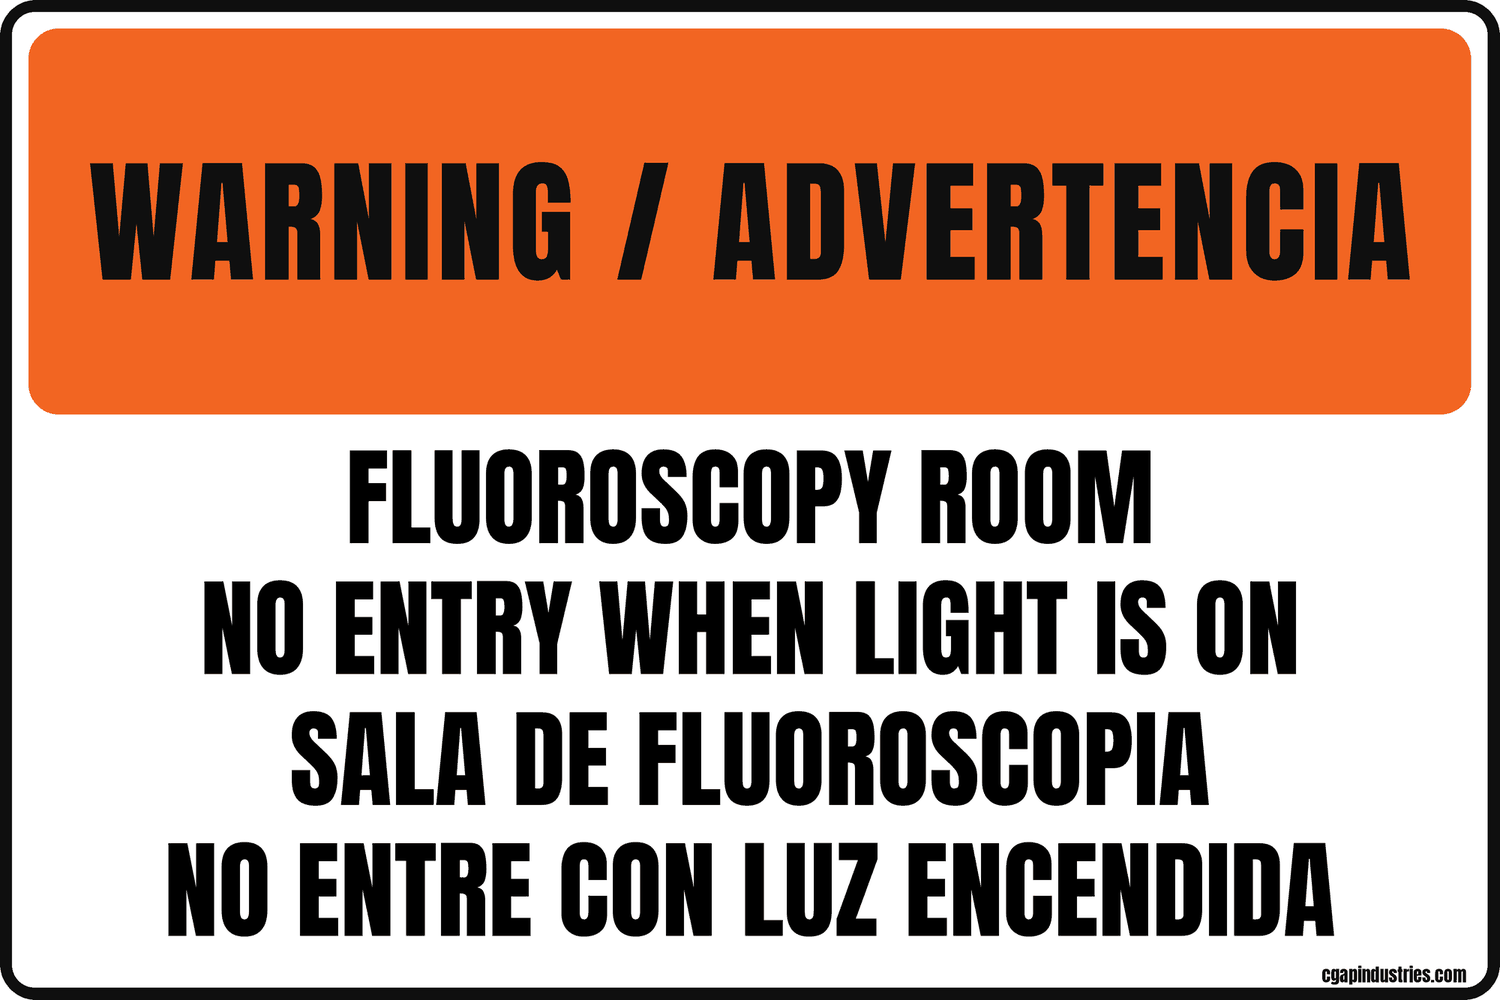 WARNING / ADVERTENCIA
FLUOROSCOPY ROOM
NO ENTRY WHEN LIGHT IS ON
SALA DE FLUOROSCOPIA
NO ENTRE CON LUZ ENCENDIDA
cgapindustries.com